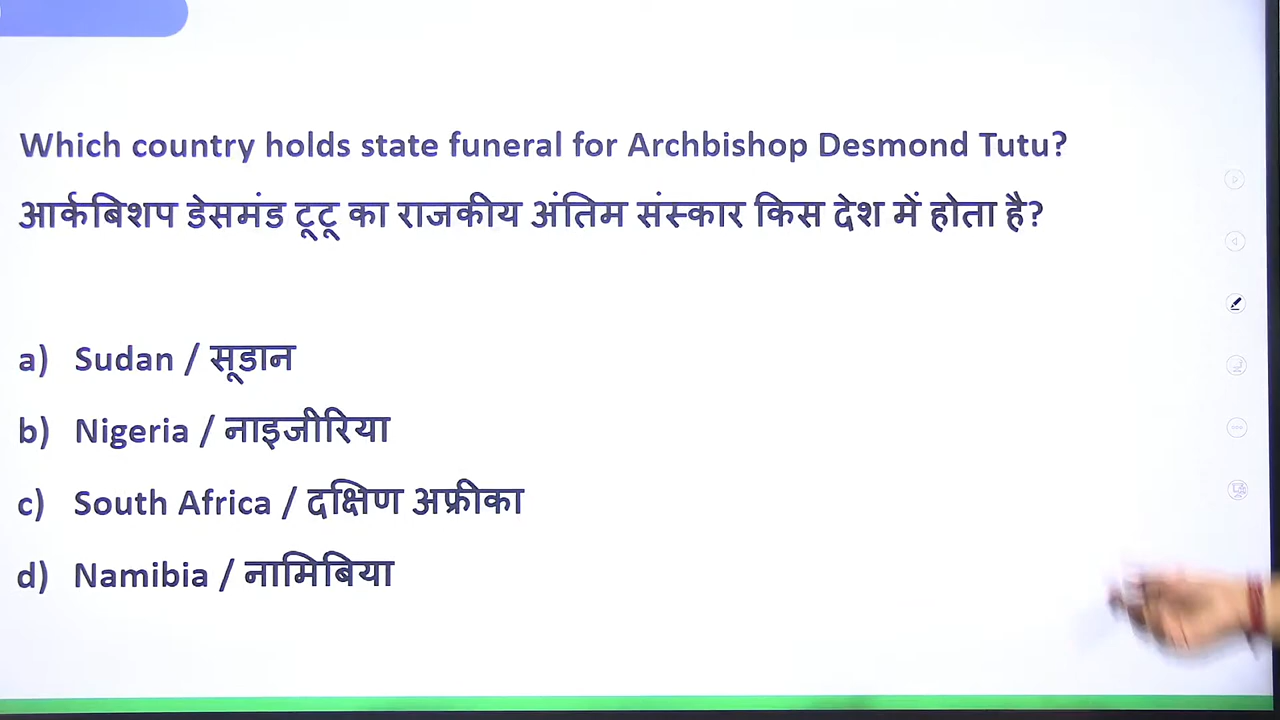 Which country holds state funeral for Archbishop Desmond Tutu?
आर्कबिशप डेसमंड टूटू का राजकीय अंतिम संस्कार किस देश में होता है?
a) Sudan / सूडान
b) Nigeria / नाइजीरिया
c) South Africa / दक्षिण अफ्रीका
d) Namibia / नामिबिया